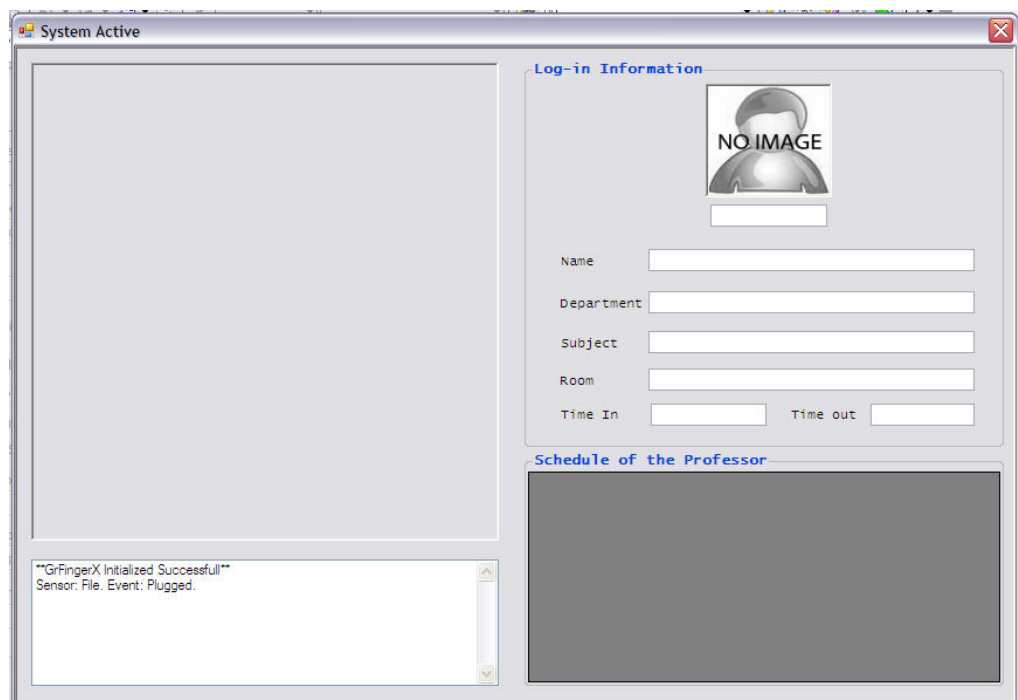 System Active
**GrFingerX Initialized Successfull**
Sensor: File. Event: Plugged.
Log-in Information
NO IMAGE
Name
Department
Subject
Room
Time In Time out
Schedule of the Professor